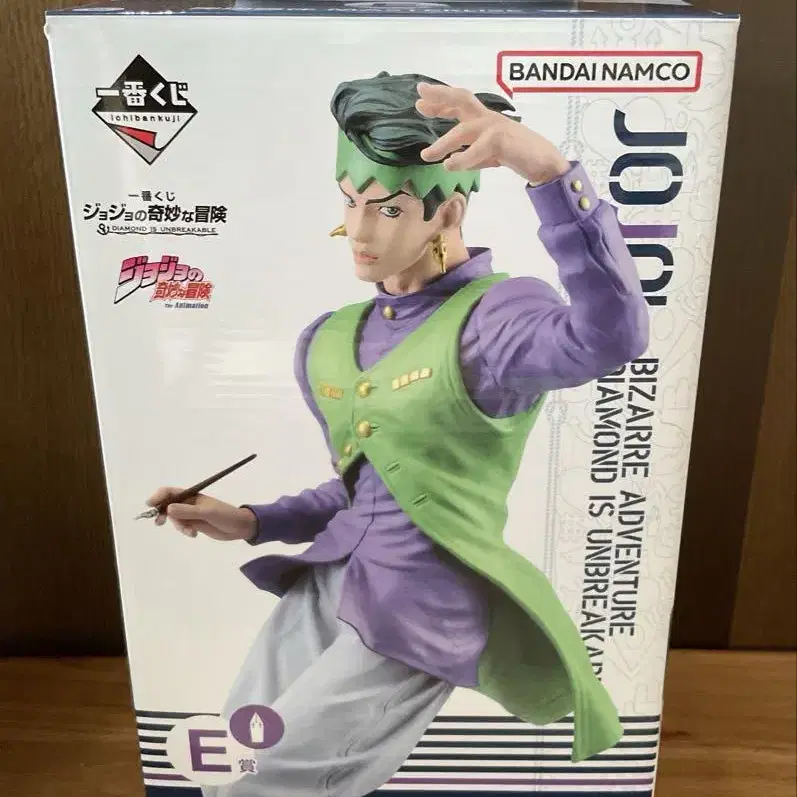 一番くじ
ichibankuji
一番くじ
ジョジョの奇妙な冒険
DIAMOND IS UNBREAKABLE
ジョジョの
奇妙な冒険
the Animation
BANDAI NAMCO
JOJO'
BIZARRE ADVENTURE
DIAMOND IS UNBREAKAB
E
賞